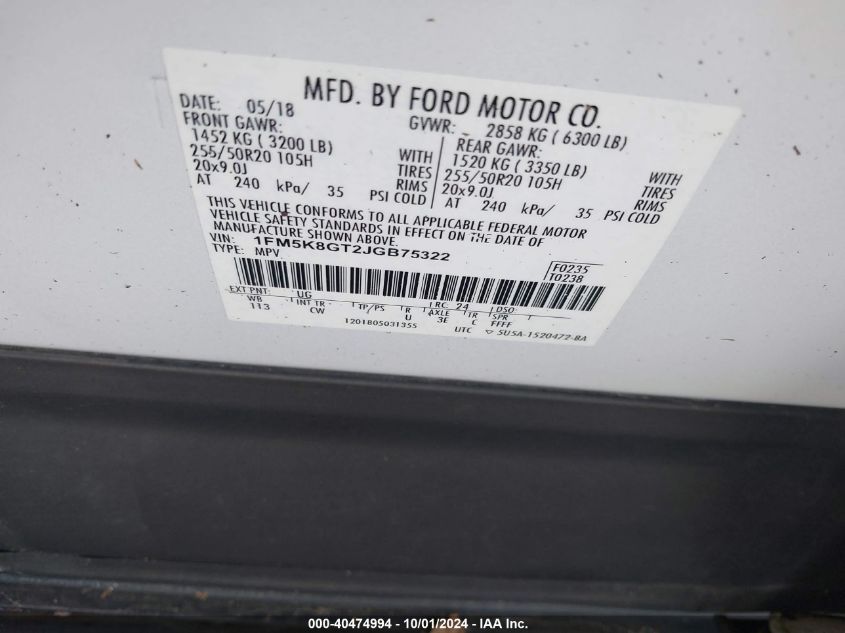 MFD. BY FORD MOTOR CO.
DATE: 05/18 GVWR: 2858 KG ( 6300 LB)
FRONT GAWR: REAR GAWR:
1452 KG ( 3200 LB) WITH 1520 KG ( 3350 LB) WITH
255/50R20 105H TIRES 255/50R20 105H TIRES
20x9.0J RIMS 20x9.0J RIMS
AT 240 kPa/ 35 PSI COLD AT 240 kPa/ 35 PSI COLD
THIS VEHICLE CONFORMS TO ALL APPLICABLE FEDERAL MOTOR
VEHICLE SAFETY STANDARDS IN EFFECT ON THE DATE OF
MANUFACTURE SHOWN ABOVE.
VIN: 1FM5K8GT2JGB75322
TYPE: MPV
F0235
T0238
EXT PNT: UG RC: 24 DSO:
WB INT TR TP/PS R AXLE TR SPR
113 CW U 3E C FFFF
1201805031355 UTC ▽ 5U5A-1520472-BA
000-40474994 - 10/01/2024 - IAA Inc.